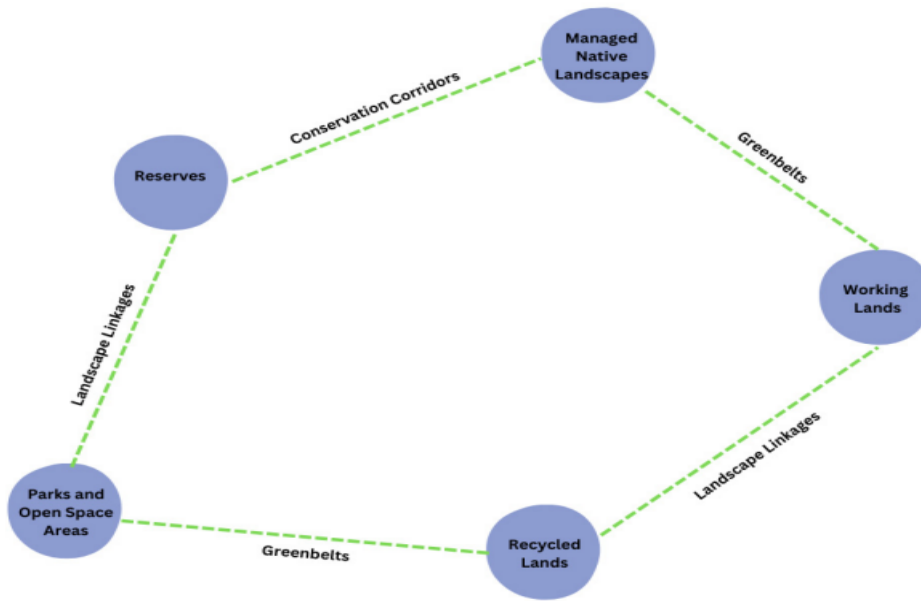 Managed
Native
Landscapes
Conservation Corridors
Greenbelts
Reserves
Working
Lands
Landscape Linkages
Landscape Linkages
Parks and
Open Space
Areas
Greenbelts
Recycled
Lands